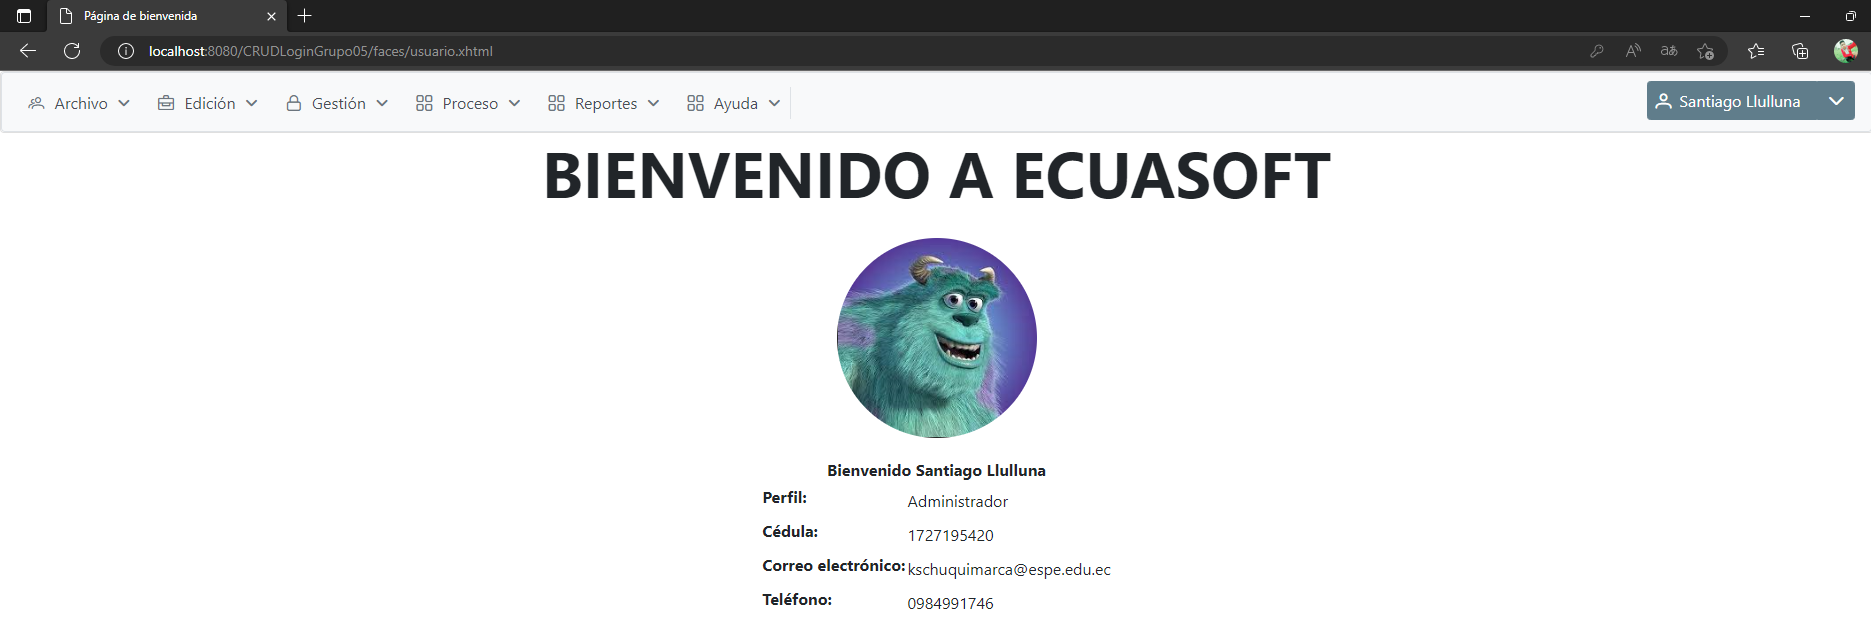 Página de bienvenida
localhost:8080/CRUDLoginGrupo05/faces/usuario.xhtml
Archivo Edición Gestión Proceso Reportes Ayuda Santiago Llulluna
BIENVENIDO A ECUASOFT
Bienvenido Santiago Llulluna
Perfil: Administrador
Cédula: 1727195420
Correo electrónico: kschuquimarca@espe.edu.ec
Teléfono: 0984991746